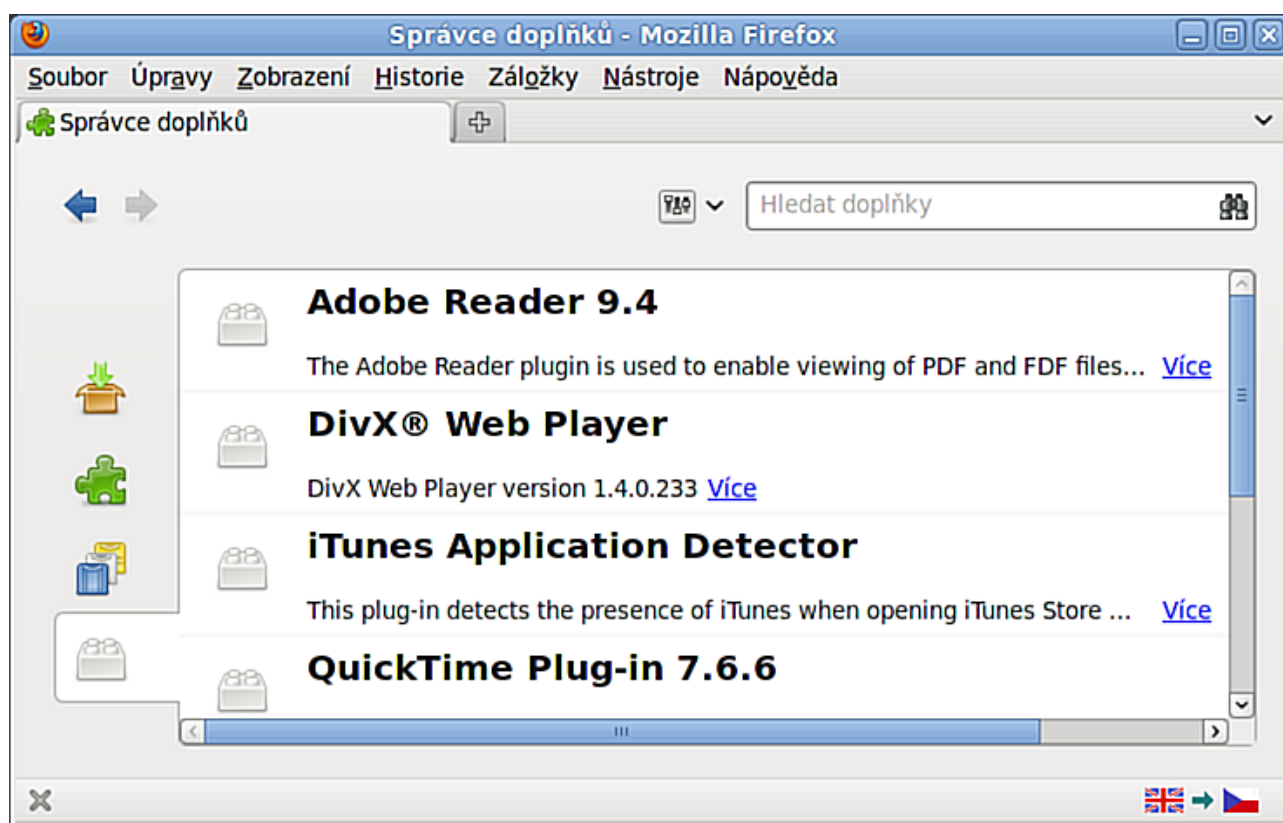 Správce doplňků - Mozilla Firefox
Soubor Úpravy Zobrazení Historie Záložky Nástroje Nápověda
Správce doplňků
Hledat doplňky
Adobe Reader 9.4
The Adobe Reader plugin is used to enable viewing of PDF and FDF files... Více
DivX® Web Player
DivX Web Player version 1.4.0.233 Více
iTunes Application Detector
This plug-in detects the presence of iTunes when opening iTunes Store ... Více
QuickTime Plug-in 7.6.6